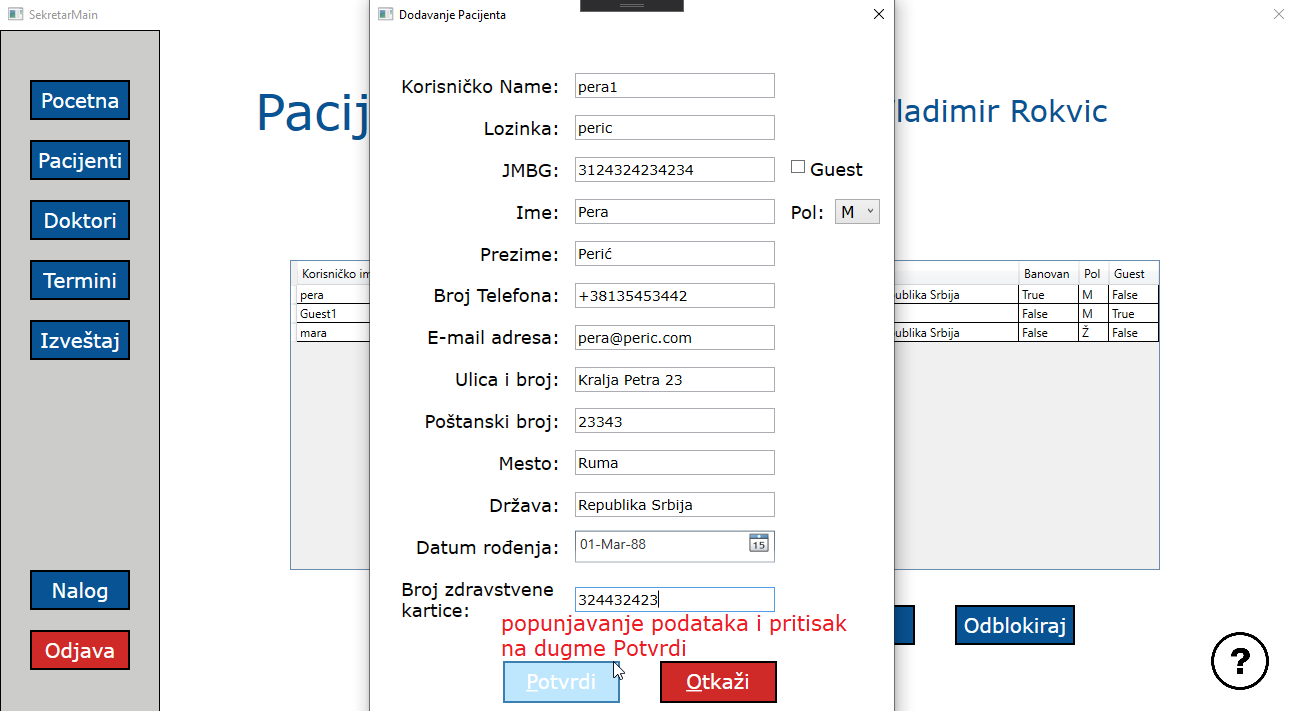 SekretarMain
Pocetna
Pacijenti
Doktori
Termini
Izveštaj
Nalog
Odjava
Dodavanje Pacijenta
Korisničko Name: pera1
Lozinka: peric
JMBG: 3124324234234 Guest
Ime: Pera Pol: M
Prezime: Perić
Broj Telefona: +38135453442
E-mail adresa: pera@peric.com
Ulica i broj: Kralja Petra 23
Poštanski broj: 23343
Mesto: Ruma
Država: Republika Srbija
Datum rođenja: 01-Mar-88 15
Broj zdravstvene
kartice: 324432423
popunjavanje podataka i pritisak
na dugme Potvrdi
Potvrdi Otkaži
Pacij
ladimir Rokvic
Korisničko im Banovan Pol Guest
pera ublika Srbija True M False
Guest1 False M True
mara ublika Srbija False Ž False
Odblokiraj
?